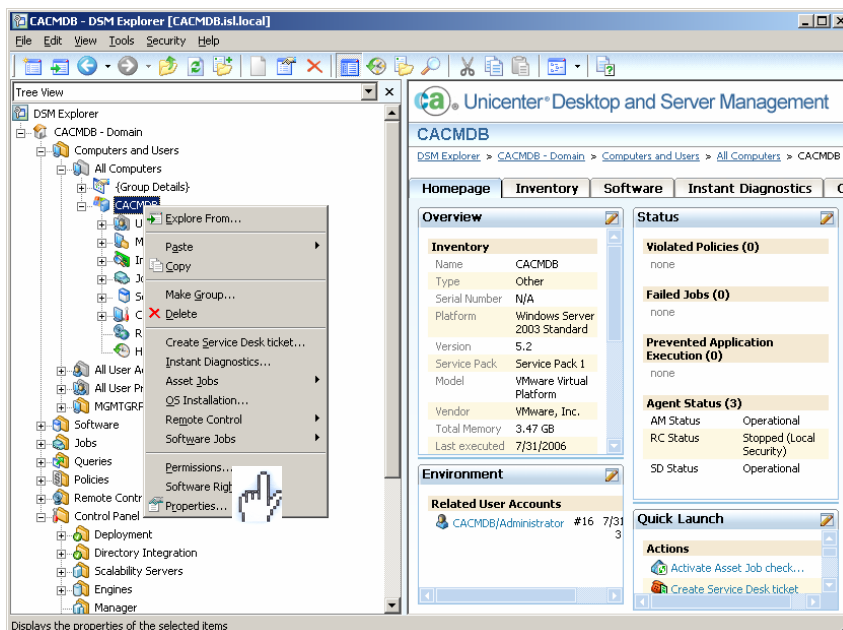 CACMDB - DSM Explorer [CACMDB.isl.local]
File Edit View Tools Security Help
Tree View
DSM Explorer
CACMDB - Domain
Computers and Users
All Computers
{Group Details}
CACMDB
U
M
In
Jo
S
C
R
H
All User A
All User Pr
MGMTGRF
Software
Jobs
Queries
Policies
Remote Contr
Control Panel
Deployment
Directory Integration
Scalability Servers
Engines
Manager
Explore From...
Paste
Copy
Make Group...
Delete
Create Service Desk ticket...
Instant Diagnostics...
Asset Jobs
OS Installation...
Remote Control
Software Jobs
Permissions...
Software Righ
Properties...
ca. Unicenter® Desktop and Server Management
CACMDB
DSM Explorer > CACMDB - Domain > Computers and Users > All Computers > CACMDB
Homepage Inventory Software Instant Diagnostics
Overview
Inventory
Name CACMDB
Type Other
Serial Number N/A
Platform Windows Server
2003 Standard
Version 5.2
Service Pack Service Pack 1
Model VMware Virtual
Platform
Vendor VMware, Inc.
Total Memory 3.47 GB
Last executed 7/31/2006
Environment
Related User Accounts
CACMDB/Administrator #16 7/31
3
Status
Violated Policies (0)
none
Failed Jobs (0)
none
Prevented Application
Execution (0)
none
Agent Status (3)
AM Status Operational
RC Status Stopped (Local
Security)
SD Status Operational
Quick Launch
Actions
Activate Asset Job check...
Create Service Desk ticket
Displays the properties of the selected items